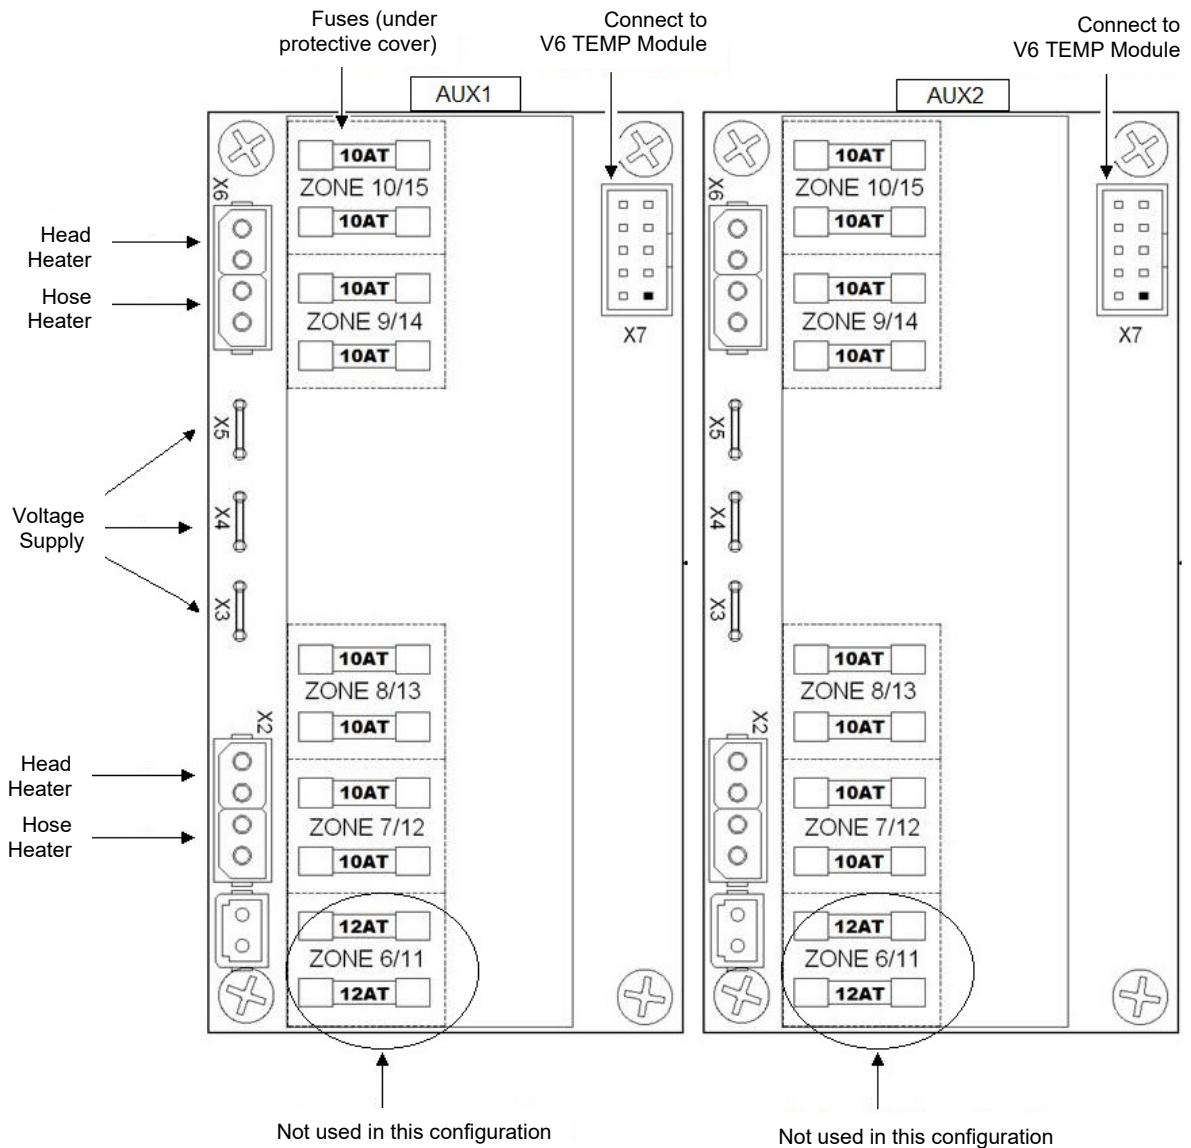 Fuses (under
protective cover)
Connect to
V6 TEMP Module
Connect to
V6 TEMP Module
AUX1
AUX2
10AT
ZONE 10/15
10AT
10AT
ZONE 9/14
10AT
X6
X7
Head
Heater
Hose
Heater
X5
X4
X3
Voltage
Supply
10AT
ZONE 8/13
10AT
X2
10AT
ZONE 7/12
10AT
Head
Heater
Hose
Heater
12AT
ZONE 6/11
12AT
10AT
ZONE 10/15
10AT
10AT
ZONE 9/14
10AT
X6
X7
X5
X4
X3
10AT
ZONE 8/13
10AT
X2
10AT
ZONE 7/12
10AT
12AT
ZONE 6/11
12AT
Not used in this configuration
Not used in this configuration